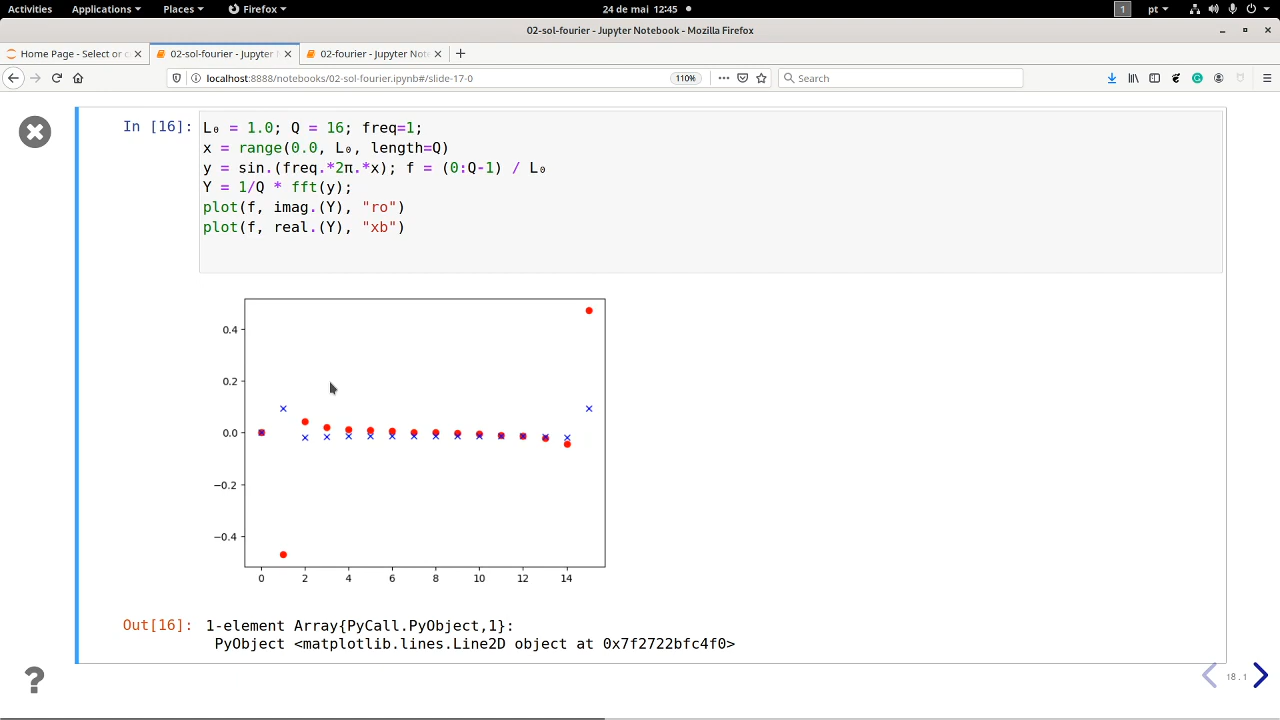 Activities Applications Places Firefox 24 de mai 12:45 1 pt
02-sol-fourier - Jupyter Notebook - Mozilla Firefox
Home Page - Select or 02-sol-fourier - Jupyter 02-fourier - Jupyter Note
localhost:8888/notebooks/02-sol-fourier.ipynb#/slide-17-0 110% Search
In [16]: L₀ = 1.0; Q = 16; freq=1;
x = range(0.0, L₀, length=Q)
y = sin.(freq.*2π.*x); f = (0:Q-1) / L₀
Y = 1/Q * fft(y);
plot(f, imag.(Y), "ro")
plot(f, real.(Y), "xb")
0.4
0.2
0.0
−0.2
−0.4
0 2 4 6 8 10 12 14
Out[16]: 1-element Array{PyCall.PyObject,1}:
PyObject <matplotlib.lines.Line2D object at 0x7f2722bfc4f0>
18.1